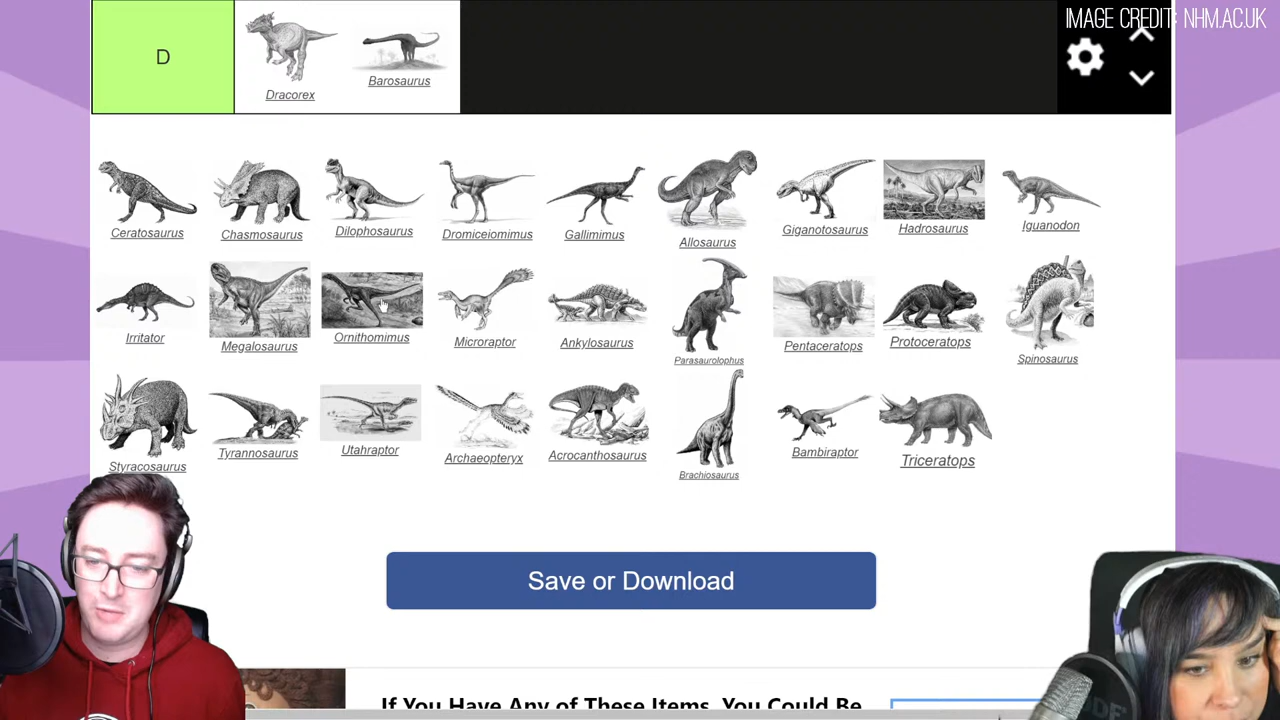 IMAGE CREDIT: NHM.AC.UK
D
Dracorex
Barosaurus
Ceratosaurus
Chasmosaurus
Dilophosaurus
Dromiceiomimus
Gallimimus
Allosaurus
Giganotosaurus
Hadrosaurus
Iguanodon
Irritator
Megalosaurus
Ornithomimus
Microraptor
Ankylosaurus
Parasaurolophus
Pentaceratops
Protoceratops
Spinosaurus
Styracosaurus
Tyrannosaurus
Utahraptor
Archaeopteryx
Acrocanthosaurus
Brachiosaurus
Bambiraptor
Triceratops
Save or Download
If You Have Any of These Items, You Could Be